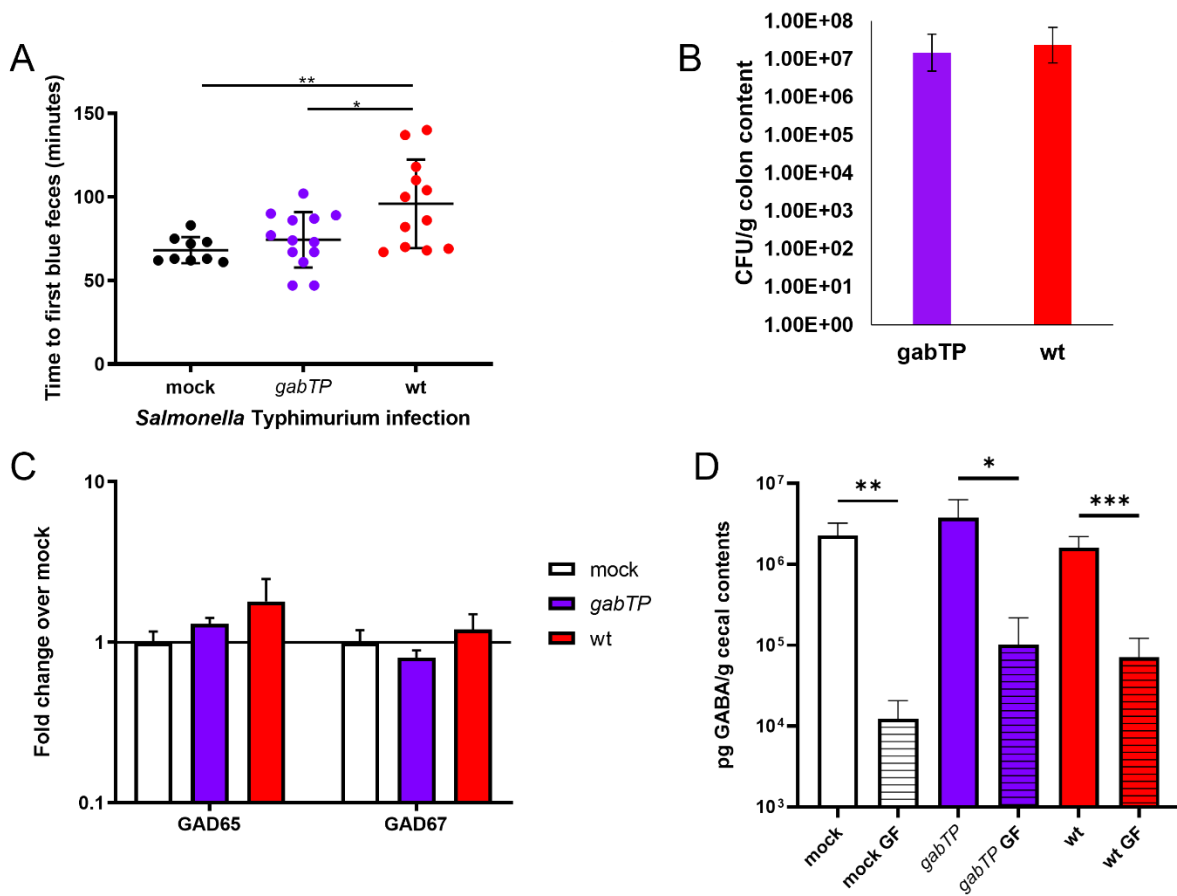 A
Time to first blue feces (minutes)
150
100
50
0
**
*
mock
gabTP
wt
Salmonella Typhimurium infection
B
CFU/g colon content
1.00E+08
1.00E+07
1.00E+06
1.00E+05
1.00E+04
1.00E+03
1.00E+02
1.00E+01
1.00E+00
gabTP
wt
C
Fold change over mock
10
1
0.1
GAD65
GAD67
mock
gabTP
wt
D
pg GABA/g cecal contents
10⁷
10⁶
10⁵
10⁴
10³
**
*
***
mock
mock GF
gabTP
gabTP GF
wt
wt GF